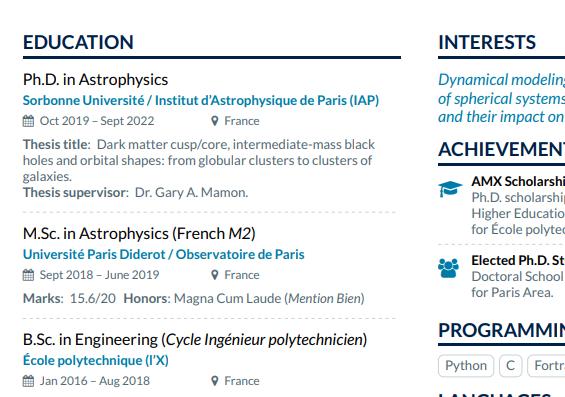 EDUCATION
Ph.D. in Astrophysics
Sorbonne Université / Institut d'Astrophysique de Paris (IAP)
Oct 2019 – Sept 2022 France
Thesis title: Dark matter cusp/core, intermediate-mass black
holes and orbital shapes: from globular clusters to clusters of
galaxies.
Thesis supervisor: Dr. Gary A. Mamon.
M.Sc. in Astrophysics (French M2)
Université Paris Diderot / Observatoire de Paris
Sept 2018 – June 2019 France
Marks: 15.6/20 Honors: Magna Cum Laude (Mention Bien)
B.Sc. in Engineering (Cycle Ingénieur polytechnicien)
École polytechnique (l'X)
Jan 2016 – Aug 2018 France
INTERESTS
Dynamical modeling
of spherical systems
and their impact on
ACHIEVEMENT
AMX Scholarshi
Ph.D. scholarship
Higher Educatio
for École polytec
Elected Ph.D. St
Doctoral School
for Paris Area.
PROGRAMMIN
Python C Fortr
LANGUAGES